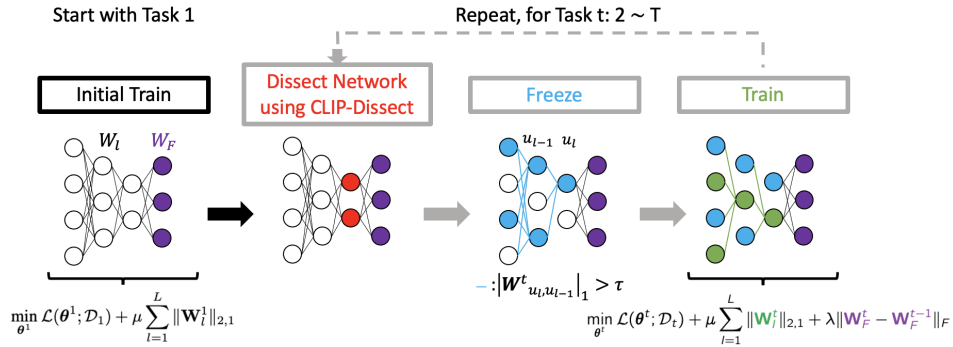 Start with Task 1
Repeat, for Task t: 2 ~ T
Initial Train
Dissect Network
using CLIP-Dissect
Freeze
Train
W_l
W_F
u_{l-1}
u_l
– :|W^t_{u_l,u_{l-1}}|_1 > τ
min_{θ^1} L(θ^1; D_1) + μ ∑_{l=1}^{L} ‖W_l^1‖_{2,1}
min_{θ^t} L(θ^t; D_t) + μ ∑_{l=1}^{L} ‖W_l^t‖_{2,1} + λ‖W_F^t − W_F^{t−1}‖_F